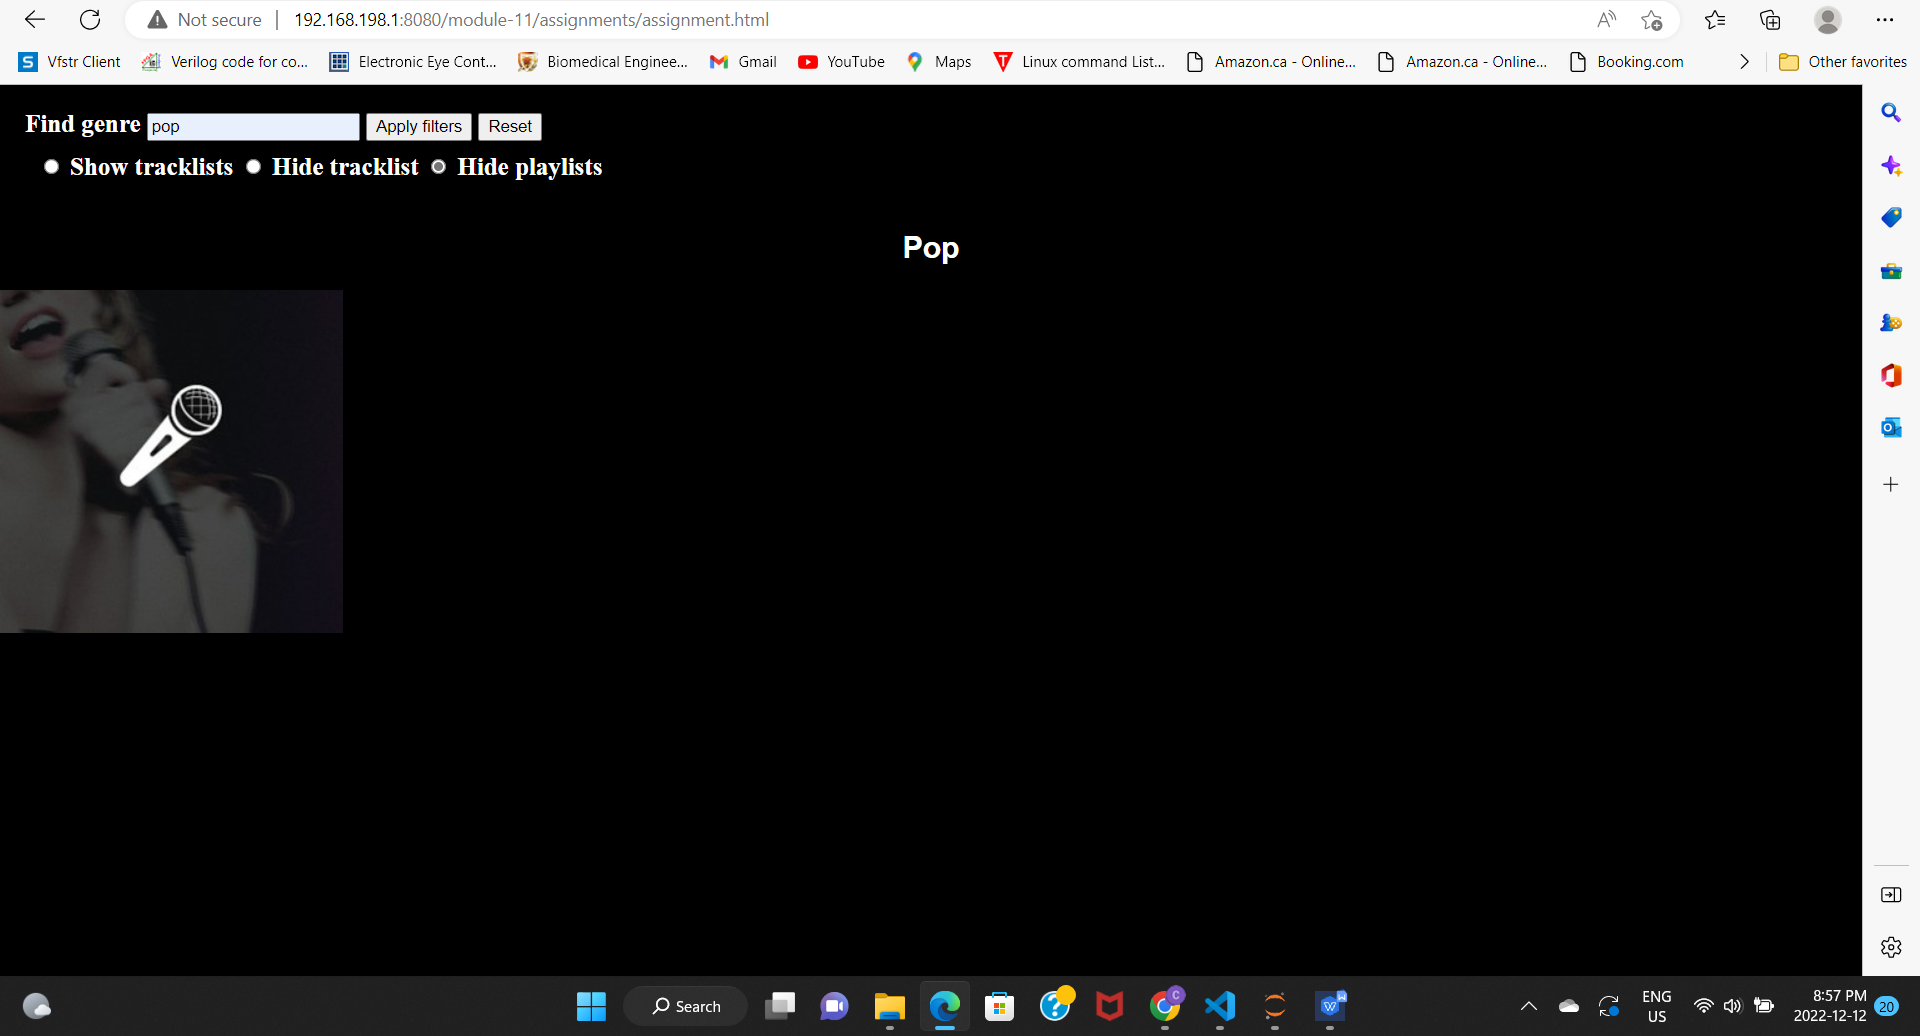 Not secure | 192.168.198.1:8080/module-11/assignments/assignment.html
Vfstr Client Verilog code for co... Electronic Eye Cont... Biomedical Enginee... Gmail YouTube Maps Linux command List... Amazon.ca - Online... Amazon.ca - Online... Booking.com Other favorites
Find genre pop Apply filters Reset
Show tracklists Hide tracklist Hide playlists
Pop
Search
ENG
US
8:57 PM
2022-12-12
20